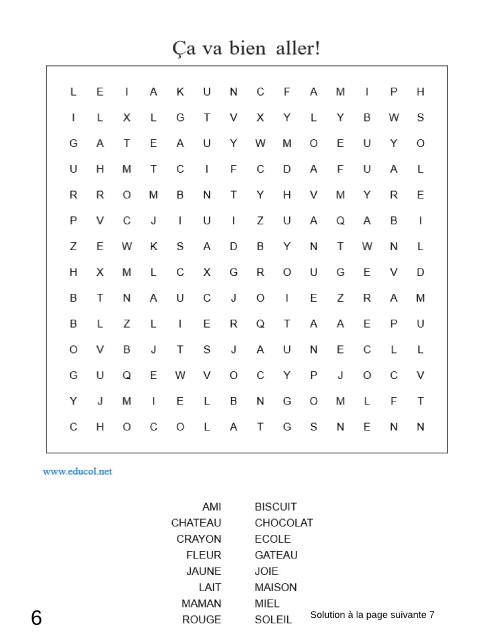 Ça va bien aller!
L E I A K U N C F A M I P H
I L X L G T V X Y L Y B W S
G A T E A U Y W M O E U Y O
U H M T C I F C D A F U A L
R R O M B N T Y H V M Y R E
P V C J I U I Z U A Q A B I
Z E W K S A D B Y N T W N L
H X M L C X G R O U G E V D
B T N A U C J O I E Z R A M
B L Z L I E R Q T A A E P U
O V B J T S J A U N E C L L
G U Q E W V O C Y P J O C V
Y J M I E L B N G O M L F T
C H O C O L A T G S N E N N
www.educol.net
AMI BISCUIT
CHATEAU CHOCOLAT
CRAYON ECOLE
FLEUR GATEAU
JAUNE JOIE
LAIT MAISON
MAMAN MIEL
ROUGE SOLEIL
Solution à la page suivante 7
6